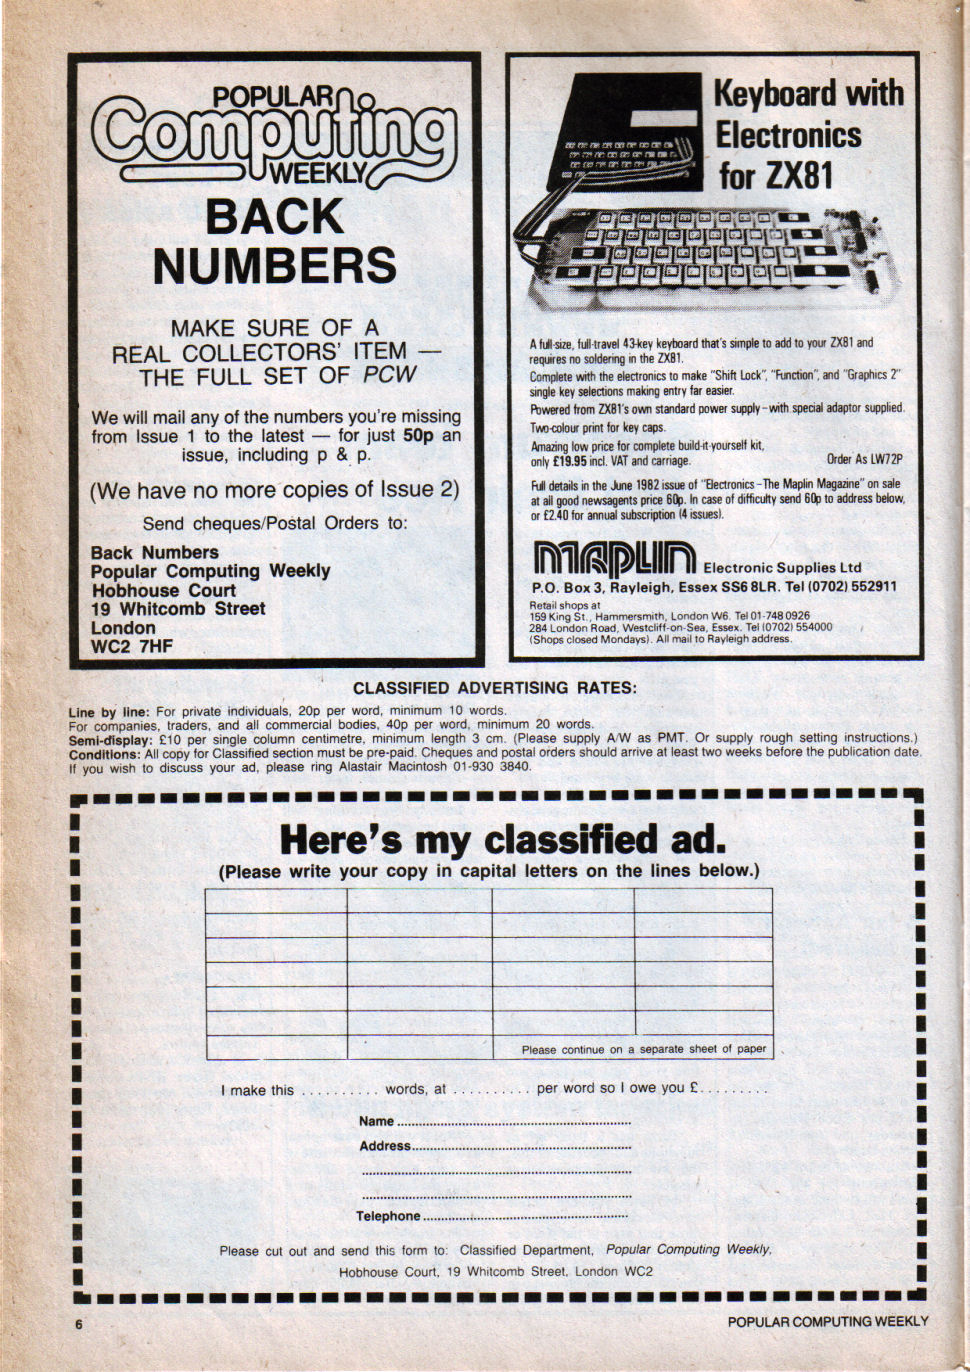 POPULAR
Computing
WEEKLY
BACK
NUMBERS
MAKE SURE OF A
REAL COLLECTORS' ITEM —
THE FULL SET OF PCW
We will mail any of the numbers you're missing
from Issue 1 to the latest — for just 50p an
issue, including p & p.
(We have no more copies of Issue 2)
Send cheques/Postal Orders to:
Back Numbers
Popular Computing Weekly
Hobhouse Court
19 Whitcomb Street
London
WC2 7HF
Keyboard with
Electronics
for ZX81
A full-size, full-travel 43-key keyboard that's simple to add to your ZX81 and
requires no soldering in the ZX81.
Complete with the electronics to make "Shift Lock", "Function", and "Graphics 2"
single key selections making entry far easier.
Powered from ZX81's own standard power supply – with special adaptor supplied.
Two-colour print for key caps.
Amazing low price for complete build-it-yourself kit,
only £19.95 incl. VAT and carriage. Order As LW72P
Full details in the June 1982 issue of "Electronics – The Maplin Magazine" on sale
at all good newsagents price 60p. In case of difficulty send 60p to address below,
or £2.40 for annual subscription (4 issues).
MAPLIN Electronic Supplies Ltd
P.O. Box 3, Rayleigh, Essex SS6 8LR. Tel (0702) 552911
Retail shops at
159 King St., Hammersmith, London W6. Tel 01-748 0926
284 London Road, Westcliff-on-Sea, Essex. Tel (0702) 554000
(Shops closed Mondays). All mail to Rayleigh address.
CLASSIFIED ADVERTISING RATES:
Line by line: For private individuals, 20p per word, minimum 10 words.
For companies, traders, and all commercial bodies, 40p per word, minimum 20 words.
Semi-display: £10 per single column centimetre, minimum length 3 cm. (Please supply A/W as PMT. Or supply rough setting instructions.)
Conditions: All copy for Classified section must be pre-paid. Cheques and postal orders should arrive at least two weeks before the publication date.
If you wish to discuss your ad, please ring Alastair Macintosh 01-930 3840.
Here's my classified ad.
(Please write your copy in capital letters on the lines below.)
Please continue on a separate sheet of paper
I make this .......... words, at .......... per word so I owe you £.........
Name ..........
Address..........
Telephone ..........
Please cut out and send this form to: Classified Department, Popular Computing Weekly,
Hobhouse Court, 19 Whitcomb Street, London WC2
6
POPULAR COMPUTING WEEKLY